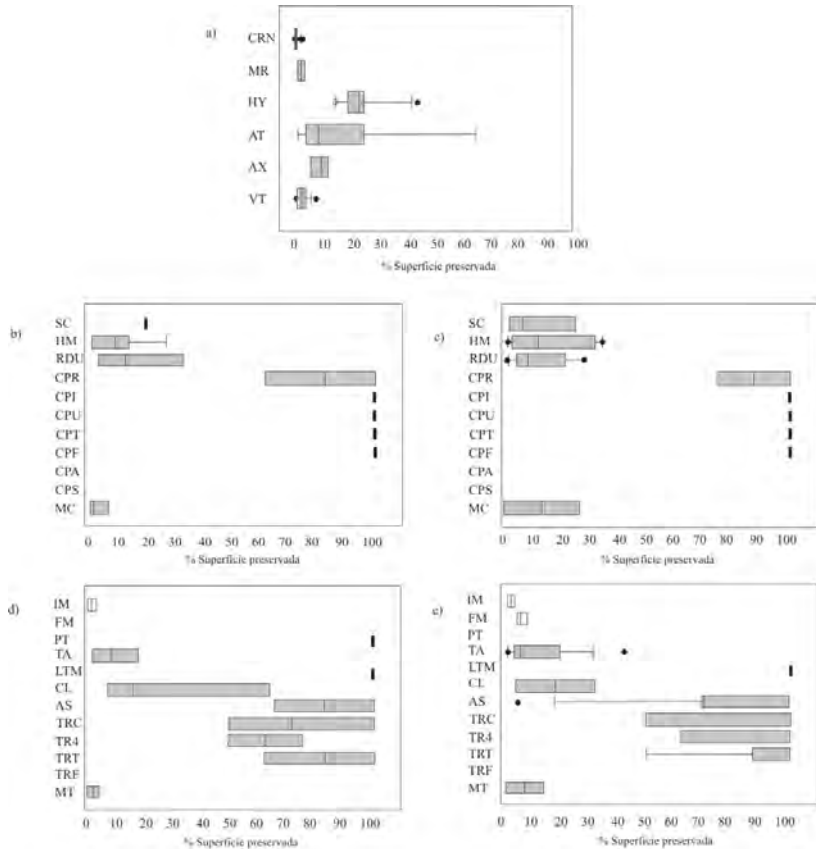 a)
CRN
MR
HY
AT
AX
VT
0 10 20 30 40 50 60 70 80 90 100
% Superficie preservada
b)
SC
HM
RDU
CPR
CPI
CPU
CPT
CPF
CPA
CPS
MC
0 10 20 30 40 50 60 70 80 90 100
% Superficie preservada
c)
SC
HM
RDU
CPR
CPI
CPU
CPT
CPF
CPA
CPS
MC
0 10 20 30 40 50 60 70 80 90 100
% Superficie preservada
d)
IM
FM
PT
TA
LTM
CL
AS
TRC
TR4
TRT
TRF
MT
0 10 20 30 40 50 60 70 80 90 100
% Superficie preservada
e)
IM
FM
PT
TA
LTM
CL
AS
TRC
TR4
TRT
TRF
MT
0 10 20 30 40 50 60 70 80 90 100
% Superficie preservada